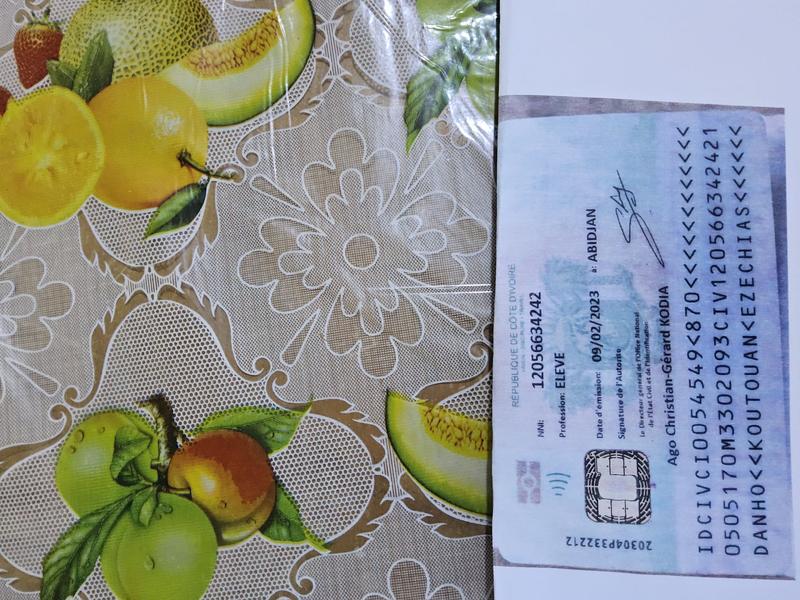 RÉPUBLIQUE DE CÔTE D'IVOIRE
NNI: 12056634242
Profession: ELEVE
Date d'émission: 09/02/2023 à: ABIDJAN
Signature de l'Autorité
Le Directeur général de l'Office National
de l'État Civil et de l'Identification
Ago Christian-Gérard KODIA
20304P332212
IDCIVCI0054549<870<<<<<<<<<<<<
0505170M3302093CIV120566342421
DANHO<<KOUTOUAN<EZECHIAS<<<<<<